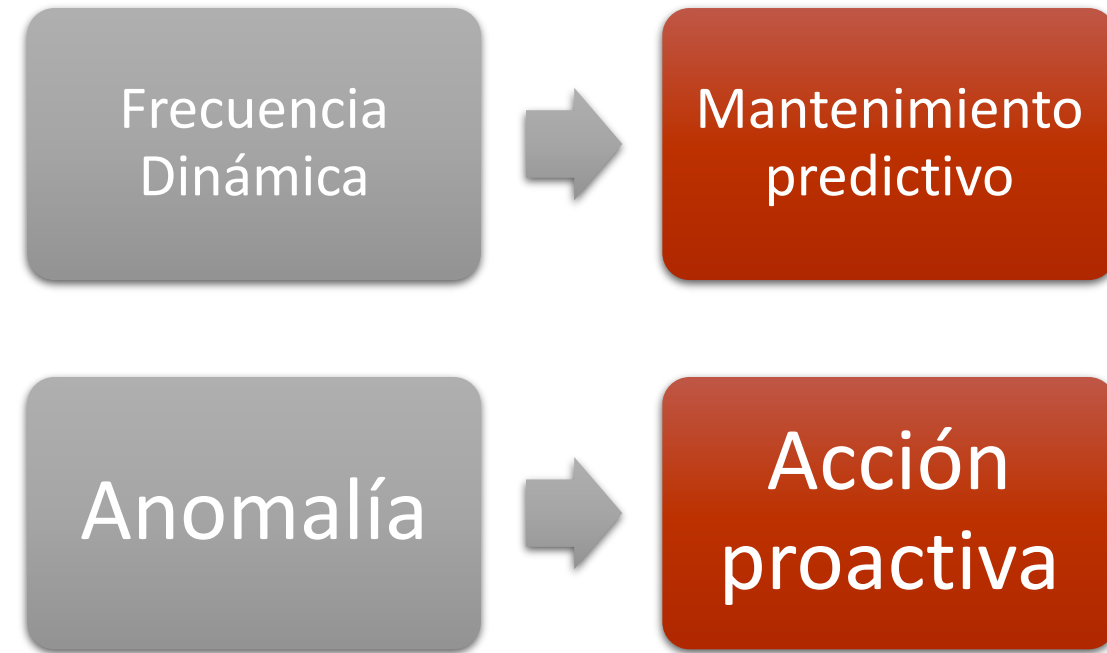 Frecuencia
Dinámica
Mantenimiento
predictivo
Anomalía
Acción
proactiva